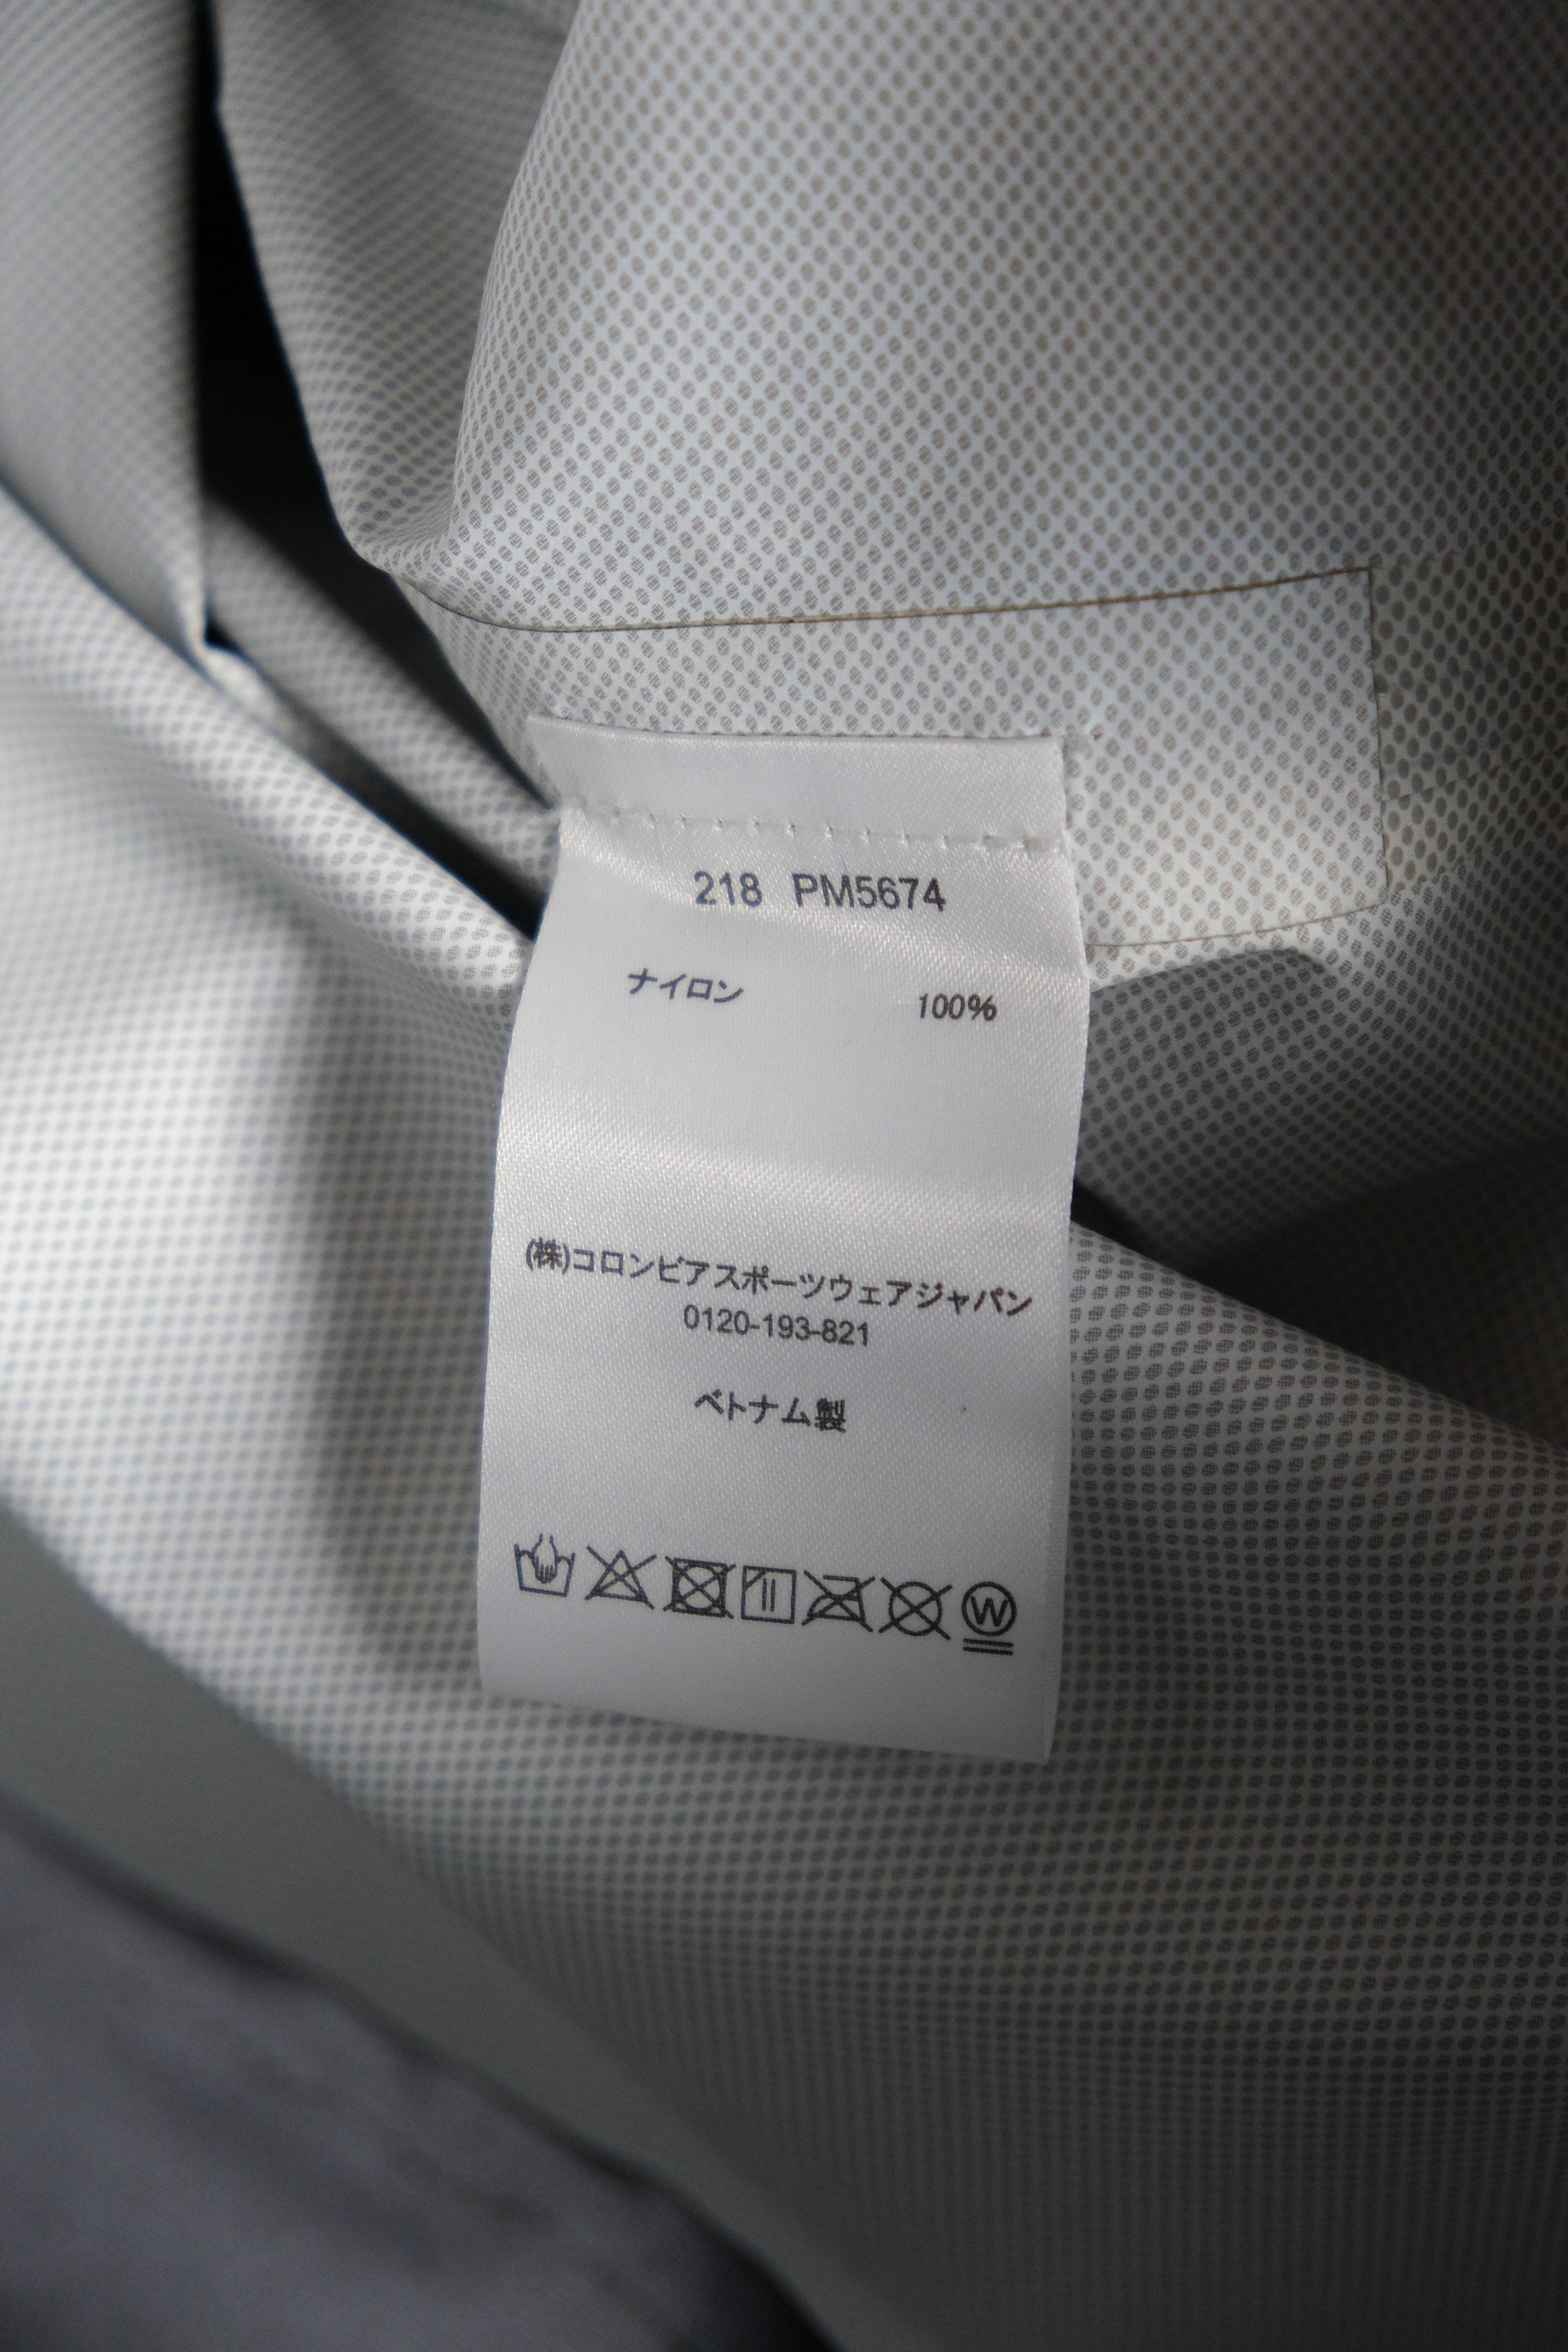 218 PM5674
ナイロン 100%
(株)コロンビアスポーツウェアジャパン
0120-193-821
ベトナム製
W